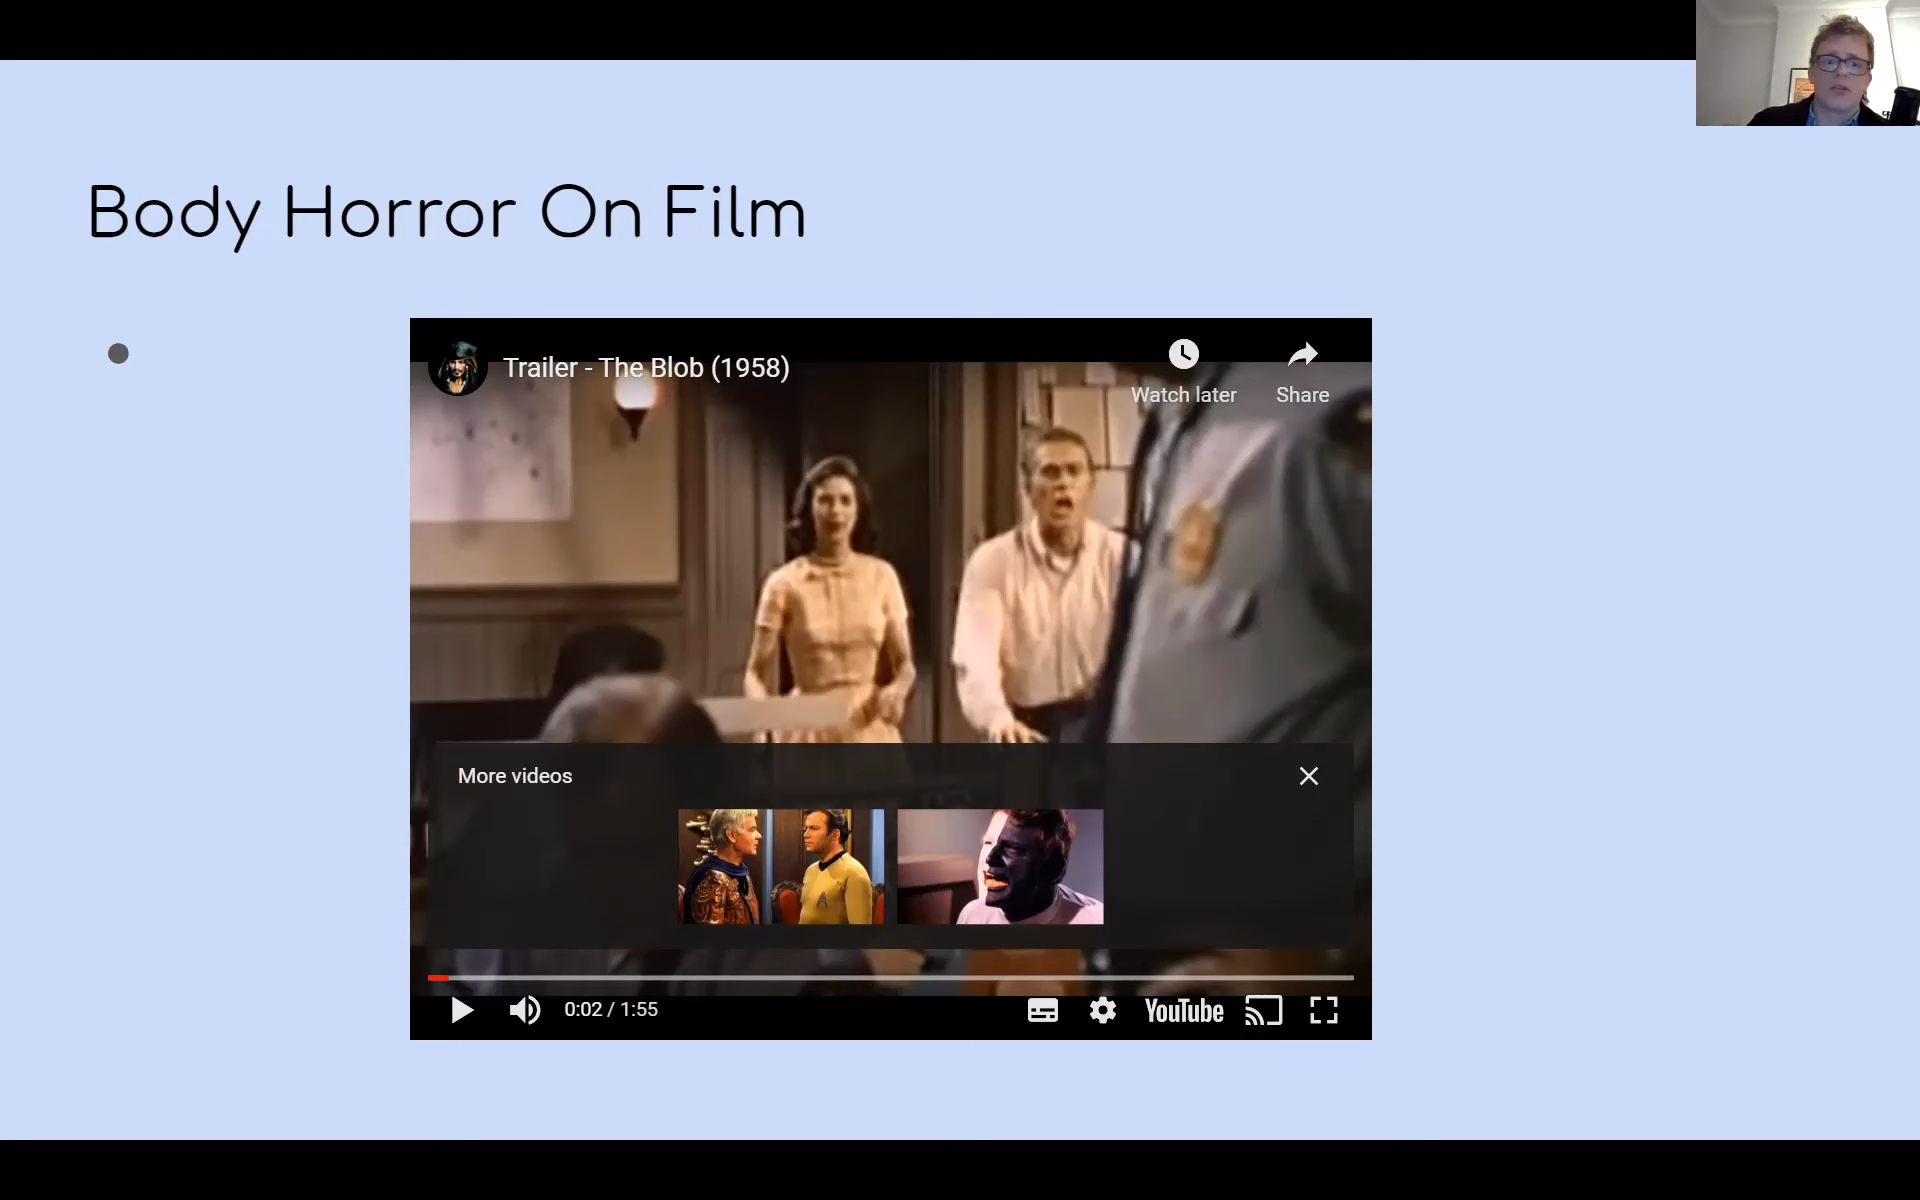 Body Horror On Film
Trailer - The Blob (1958)
Watch later
Share
More videos
0:02 / 1:55
YouTube